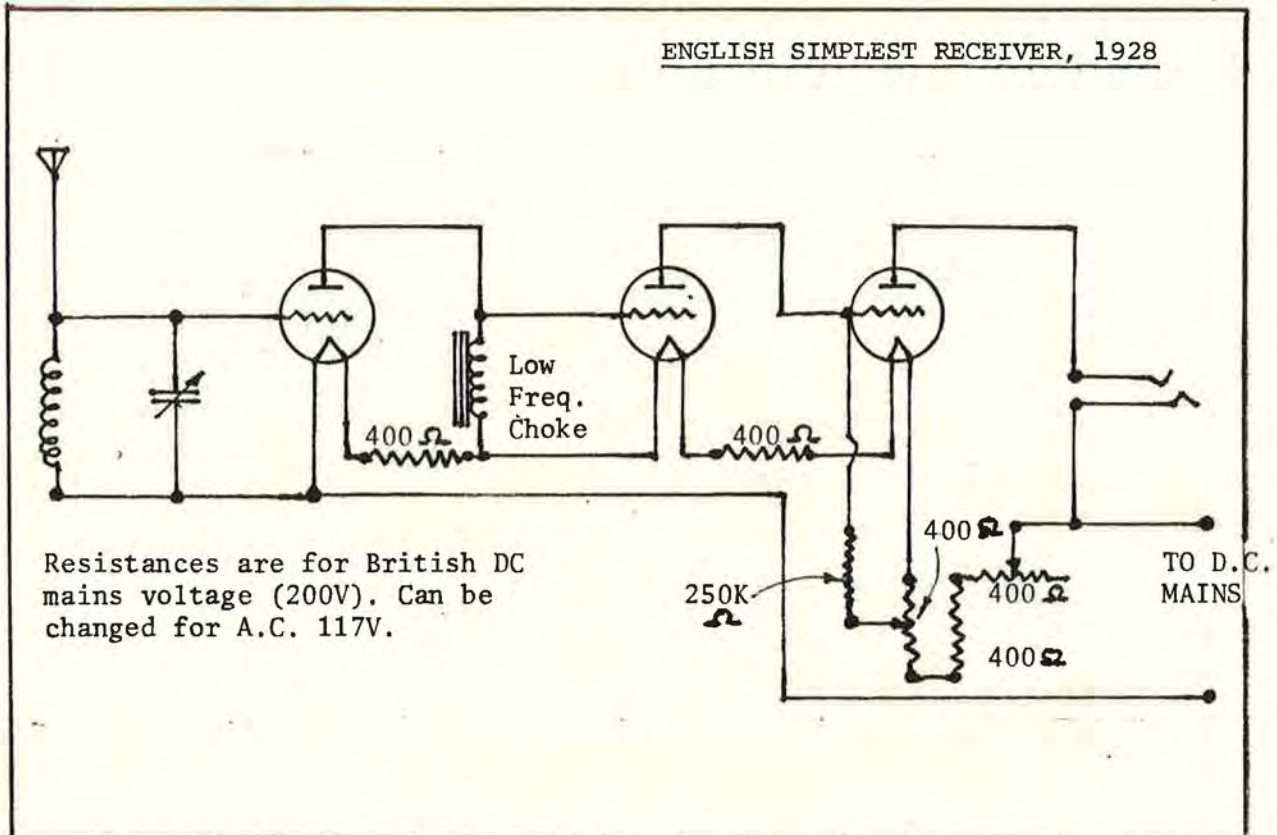 ENGLISH SIMPLEST RECEIVER, 1928
Low
Freq.
Choke
400 Ω
400 Ω
400 Ω
250K
Ω
400 Ω
400 Ω
TO D.C.
MAINS
Resistances are for British DC
mains voltage (200V). Can be
changed for A.C. 117V.